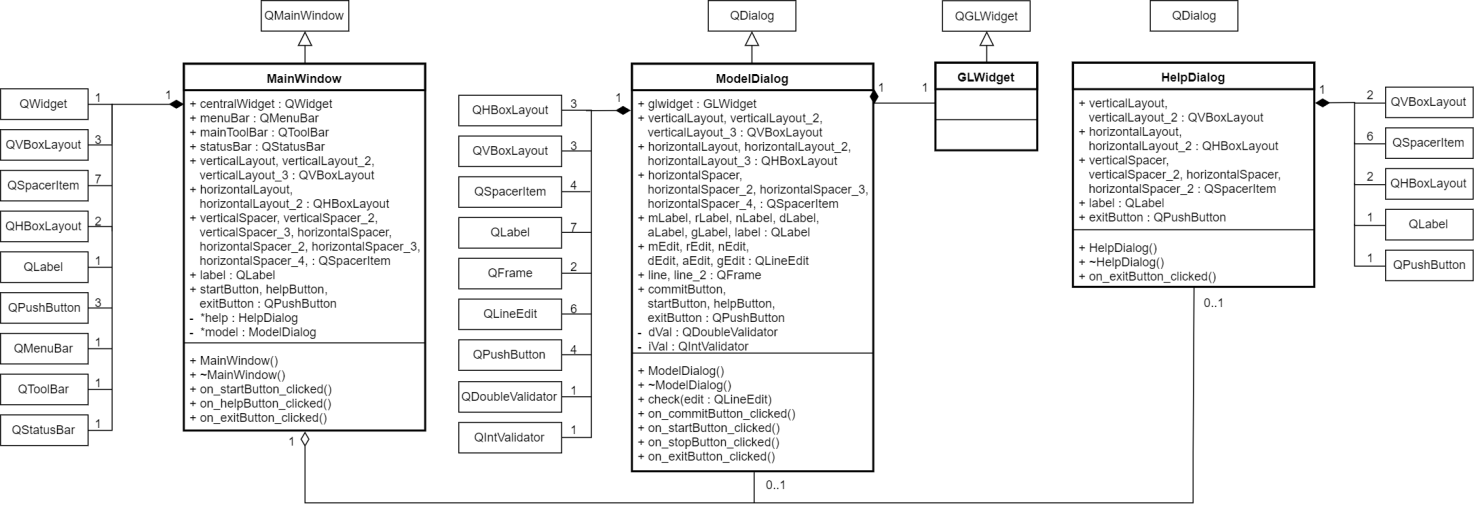 QMainWindow
QDialog
QGLWidget
QDialog
MainWindow
+ centralWidget : QWidget
+ menuBar : QMenuBar
+ mainToolBar : QToolBar
+ statusBar : QStatusBar
+ verticalLayout, verticalLayout_2,
verticalLayout_3 : QVBoxLayout
+ horizontalLayout,
horizontalLayout_2 : QHBoxLayout
+ verticalSpacer, verticalSpacer_2,
verticalSpacer_3, horizontalSpacer,
horizontalSpacer_2, horizontalSpacer_3,
horizontalSpacer_4, : QSpacerItem
+ label : QLabel
+ startButton, helpButton,
exitButton : QPushButton
- *help : HelpDialog
- *model : ModelDialog
+ MainWindow()
+ ~MainWindow()
+ on_startButton_clicked()
+ on_helpButton_clicked()
+ on_exitButton_clicked()
QWidget 1 1
QVBoxLayout 3
QSpacerItem 7
QHBoxLayout 2
QLabel 1
QPushButton 3
QMenuBar 1
QToolBar 1
QStatusBar 1
1
ModelDialog
+ glwidget : GLWidget
+ verticalLayout, verticalLayout_2,
verticalLayout_3 : QVBoxLayout
+ horizontalLayout, horizontalLayout_2,
horizontalLayout_3 : QHBoxLayout
+ horizontalSpacer,
horizontalSpacer_2, horizontalSpacer_3,
horizontalSpacer_4, : QSpacerItem
+ mLabel, rLabel, nLabel, dLabel,
aLabel, gLabel, label : QLabel
+ mEdit, rEdit, nEdit,
dEdit, aEdit, gEdit : QLineEdit
+ line, line_2 : QFrame
+ commitButton,
startButton, helpButton,
exitButton : QPushButton
- dVal : QDoubleValidator
- iVal : QIntValidator
+ ModelDialog()
+ ~ModelDialog()
+ check(edit : QLineEdit)
+ on_commitButton_clicked()
+ on_startButton_clicked()
+ on_stopButton_clicked()
+ on_exitButton_clicked()
QHBoxLayout 3 1
QVBoxLayout 3
QSpacerItem 4
QLabel 7
QFrame 2
QLineEdit 6
QPushButton 4
QDoubleValidator 1
QIntValidator 1
0..1
1 1
GLWidget
HelpDialog
+ verticalLayout,
verticalLayout_2 : QVBoxLayout
+ horizontalLayout,
horizontalLayout_2 : QHBoxLayout
+ verticalSpacer,
verticalSpacer_2, horizontalSpacer,
horizontalSpacer_2 : QSpacerItem
+ label : QLabel
+ exitButton : QPushButton
+ HelpDialog()
+ ~HelpDialog()
+ on_exitButton_clicked()
1 2 QVBoxLayout
6 QSpacerItem
2 QHBoxLayout
1 QLabel
1 QPushButton
0..1